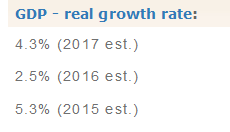 GDP - real growth rate:
4.3% (2017 est.)
2.5% (2016 est.)
5.3% (2015 est.)